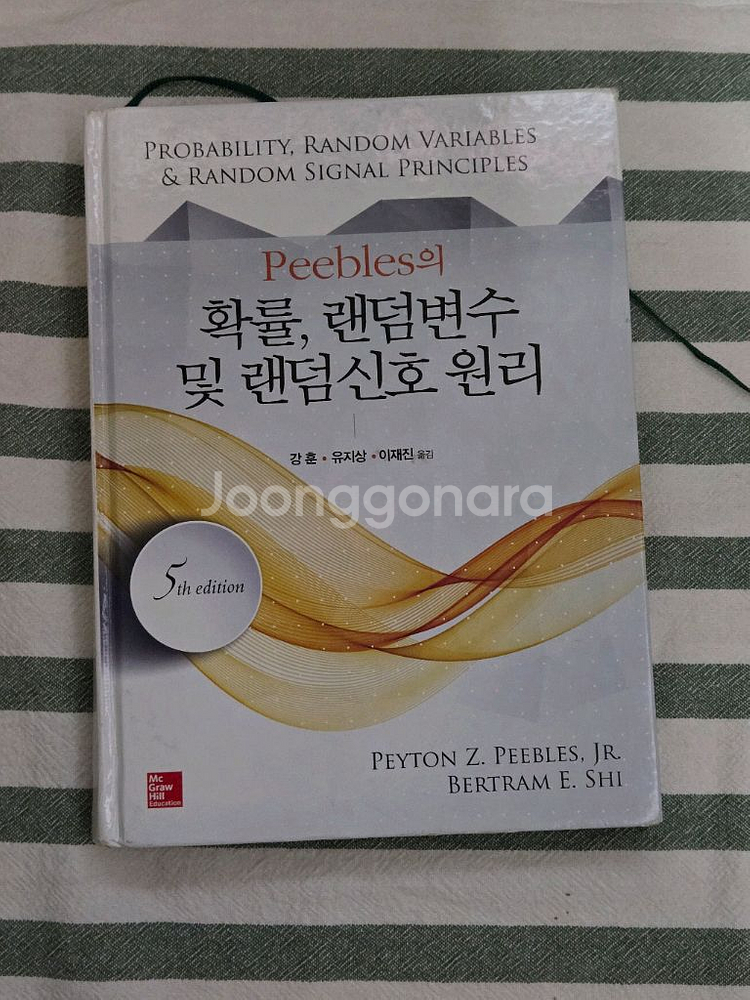 PROBABILITY, RANDOM VARIABLES
& RANDOM SIGNAL PRINCIPLES
Peebles의
확률, 랜덤변수
및 랜덤신호 원리
강 훈 • 유지상 • 이재진 옮김
Joonggonara
5th edition
PEYTON Z. PEEBLES, JR.
BERTRAM E. SHI
Mc
Graw
Hill
Education